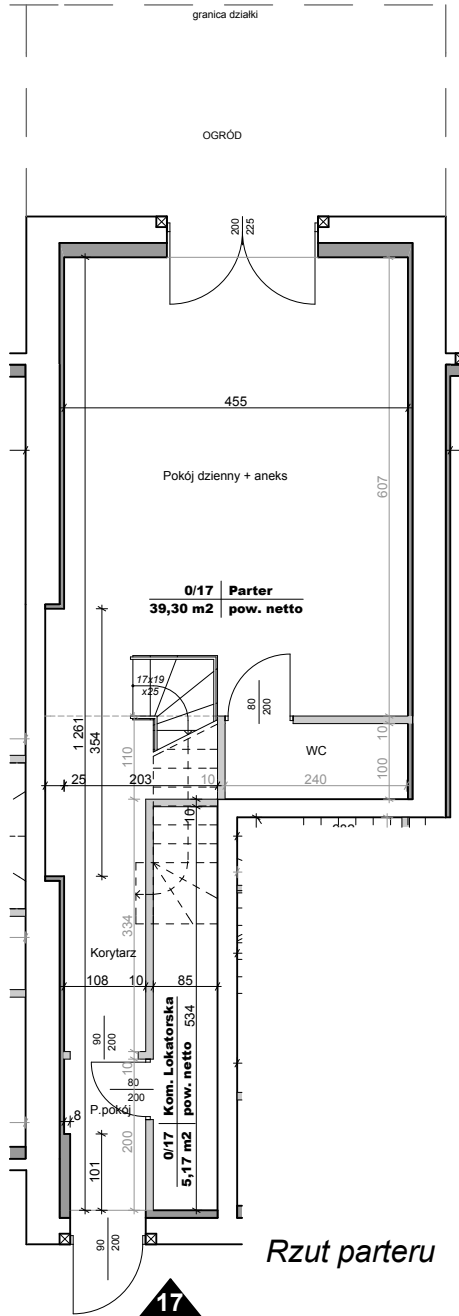 granica działki
OGRÓD
200
225
455
607
Pokój dzienny + aneks
0/17 Parter
39,30 m2 pow. netto
17x19
x25
80
200
WC
10
1 261
354
110
25
203
10
240
100
10
334
Korytarz
108
10
85
534
90
200
10
80
200
P.pokój
0/17 Kom. Lokatorska
5,17 m2 pow. netto
8
200
101
90
200
Rzut parteru
17